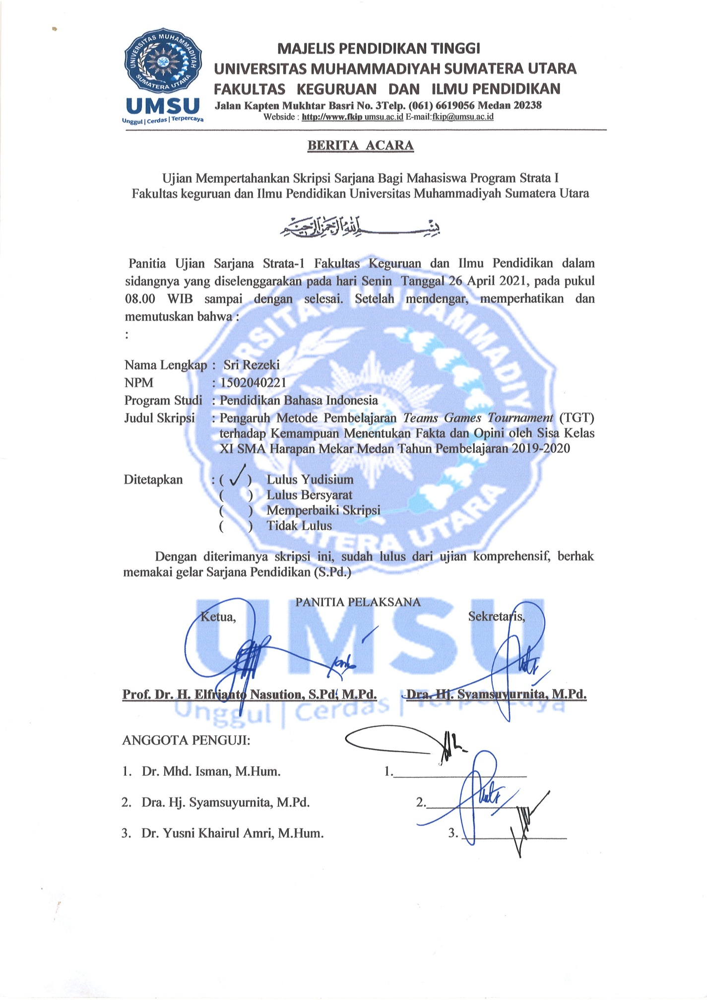 UNIVERSITAS MUHAMMADIYAH
SUMATERA UTARA
UMSU
Unggul | Cerdas | Terpercaya
MAJELIS PENDIDIKAN TINGGI
UNIVERSITAS MUHAMMADIYAH SUMATERA UTARA
FAKULTAS KEGURUAN DAN ILMU PENDIDIKAN
Jalan Kapten Mukhtar Basri No. 3Telp. (061) 6619056 Medan 20238
Webside : http://www.fkip umsu.ac.id E-mail:fkip@umsu.ac.id
BERITA ACARA
Ujian Mempertahankan Skripsi Sarjana Bagi Mahasiswa Program Strata I
Fakultas keguruan dan Ilmu Pendidikan Universitas Muhammadiyah Sumatera Utara
بِسْــــــــمِ اللهِ الرَّحْمٰنِ الرَّحِيْمِ
Panitia Ujian Sarjana Strata-1 Fakultas Keguruan dan Ilmu Pendidikan dalam
sidangnya yang diselenggarakan pada hari Senin Tanggal 26 April 2021, pada pukul
08.00 WIB sampai dengan selesai. Setelah mendengar, memperhatikan dan
memutuskan bahwa :
:
Nama Lengkap : Sri Rezeki
NPM : 1502040221
Program Studi : Pendidikan Bahasa Indonesia
Judul Skripsi : Pengaruh Metode Pembelajaran Teams Games Tournament (TGT)
terhadap Kemampuan Menentukan Fakta dan Opini oleh Sisa Kelas
XI SMA Harapan Mekar Medan Tahun Pembelajaran 2019-2020
Ditetapkan : ( ✓ ) Lulus Yudisium
( ) Lulus Bersyarat
( ) Memperbaiki Skripsi
( ) Tidak Lulus
Dengan diterimanya skripsi ini, sudah lulus dari ujian komprehensif, berhak
memakai gelar Sarjana Pendidikan (S.Pd.)
PANITIA PELAKSANA
Ketua, Sekretaris,
Prof. Dr. H. Elfrianto Nasution, S.Pd, M.Pd. Dra. Hj. Syamsuyurnita, M.Pd.
ANGGOTA PENGUJI:
1. Dr. Mhd. Isman, M.Hum. 1.
2. Dra. Hj. Syamsuyurnita, M.Pd. 2.
3. Dr. Yusni Khairul Amri, M.Hum. 3.
UNIVERSITAS MUHAMMADIYAH
SUMATERA UTARA
UMSU
Unggul | Cerdas | Terpercaya